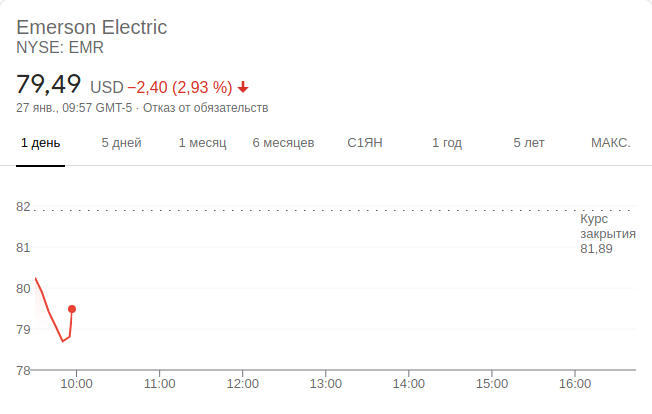 Emerson Electric
NYSE: EMR
79,49 USD −2,40 (2,93 %)
27 янв., 09:57 GMT-5 · Отказ от обязательств
1 день 5 дней 1 месяц 6 месяцев С1ЯН 1 год 5 лет МАКС.
82
Курс
закрытия
81,89
81
80
79
78
10:00 11:00 12:00 13:00 14:00 15:00 16:00